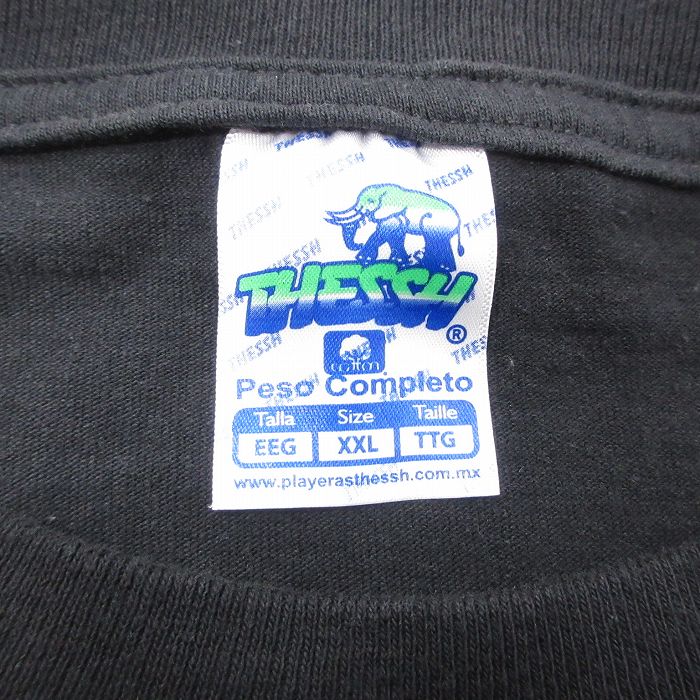 THESSH
THESSH
THESSH
THESSH
THESSH
THESSH®
THESSH
THESSH
cotton
Peso Completo
Talla Size Taille
EEG XXL TTG
www.playerasthessh.com.mx